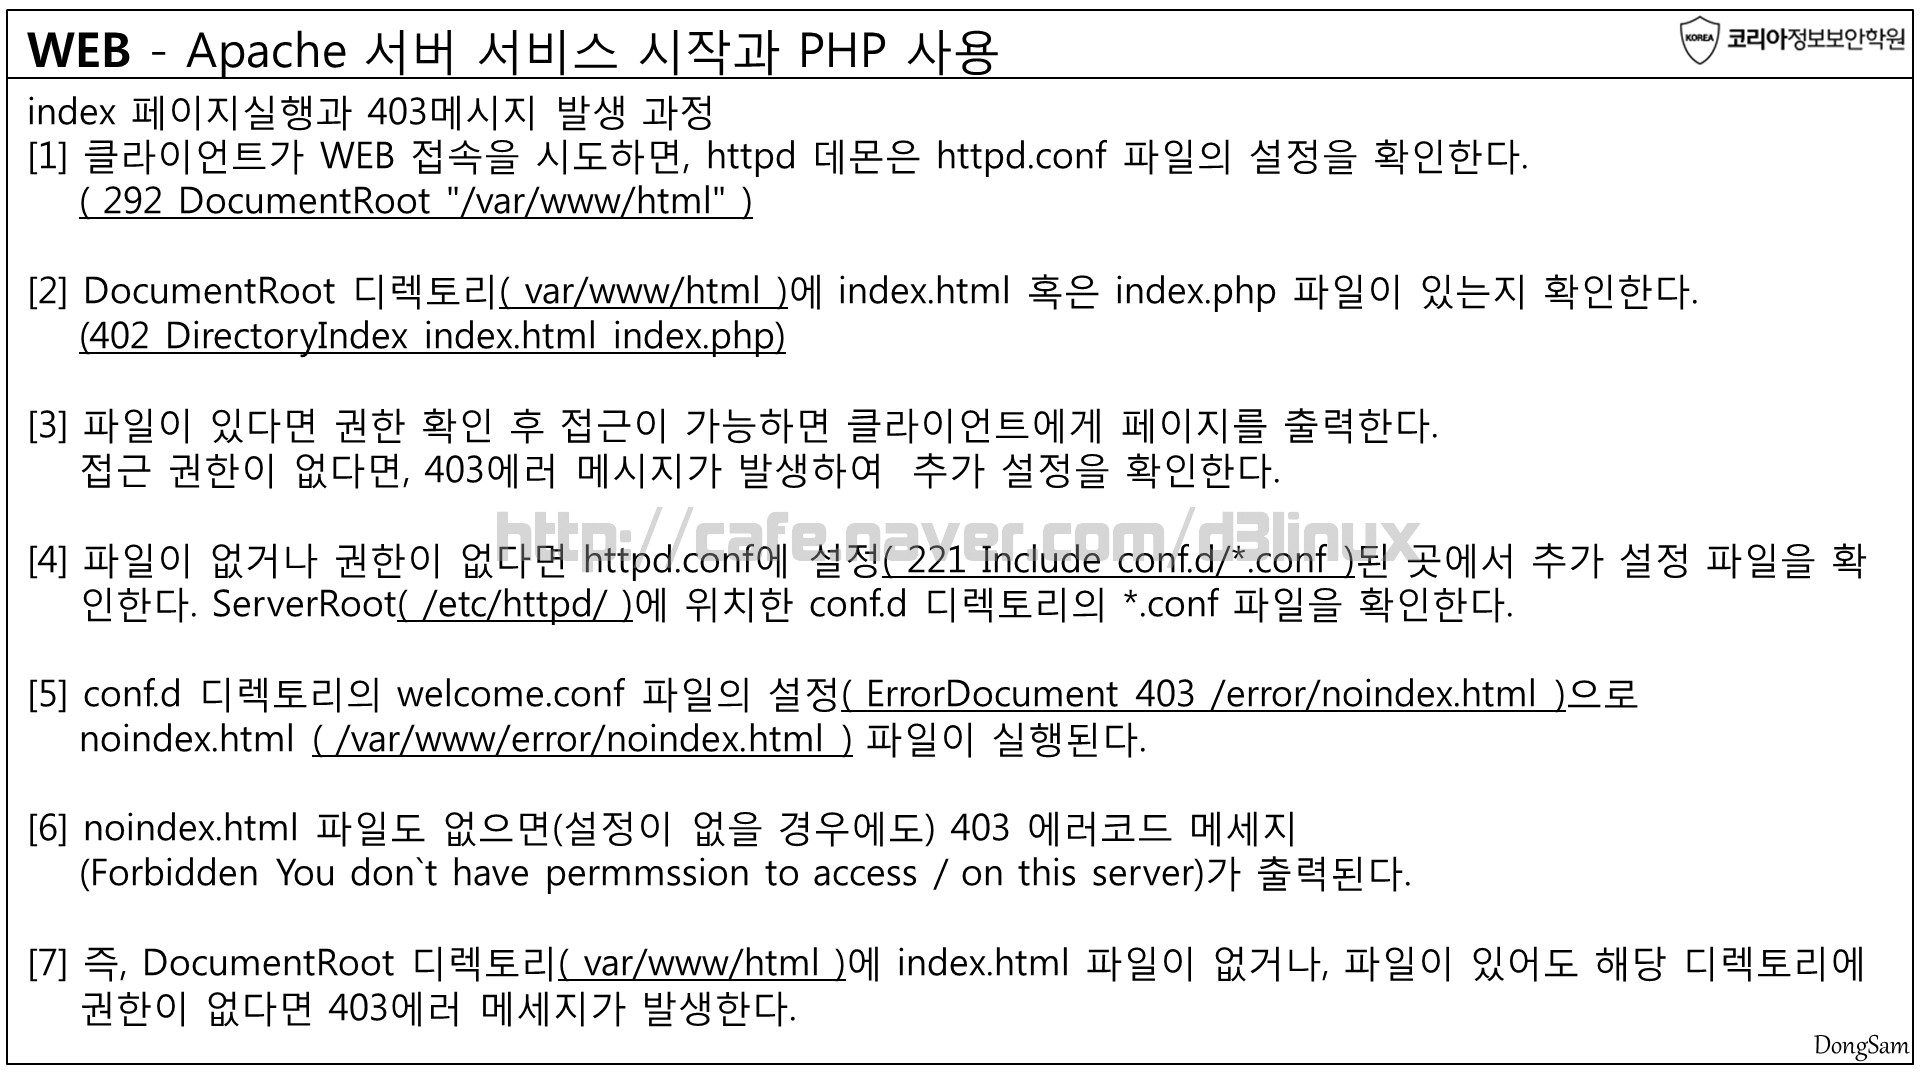 WEB - Apache 서버 서비스 시작과 PHP 사용
KOREA 코리아정보보안학원
index 페이지실행과 403메시지 발생 과정
[1] 클라이언트가 WEB 접속을 시도하면, httpd 데몬은 httpd.conf 파일의 설정을 확인한다.
( 292 DocumentRoot "/var/www/html" )
[2] DocumentRoot 디렉토리( var/www/html )에 index.html 혹은 index.php 파일이 있는지 확인한다.
(402 DirectoryIndex index.html index.php)
[3] 파일이 있다면 권한 확인 후 접근이 가능하면 클라이언트에게 페이지를 출력한다.
접근 권한이 없다면, 403에러 메시지가 발생하여 추가 설정을 확인한다.
http://cafe.naver.com/d3linux
[4] 파일이 없거나 권한이 없다면 httpd.conf에 설정( 221 Include conf.d/*.conf )된 곳에서 추가 설정 파일을 확
인한다. ServerRoot( /etc/httpd/ )에 위치한 conf.d 디렉토리의 *.conf 파일을 확인한다.
[5] conf.d 디렉토리의 welcome.conf 파일의 설정( ErrorDocument 403 /error/noindex.html )으로
noindex.html ( /var/www/error/noindex.html ) 파일이 실행된다.
[6] noindex.html 파일도 없으면(설정이 없을 경우에도) 403 에러코드 메세지
(Forbidden You don`t have permmssion to access / on this server)가 출력된다.
[7] 즉, DocumentRoot 디렉토리( var/www/html )에 index.html 파일이 없거나, 파일이 있어도 해당 디렉토리에
권한이 없다면 403에러 메세지가 발생한다.
DongSam